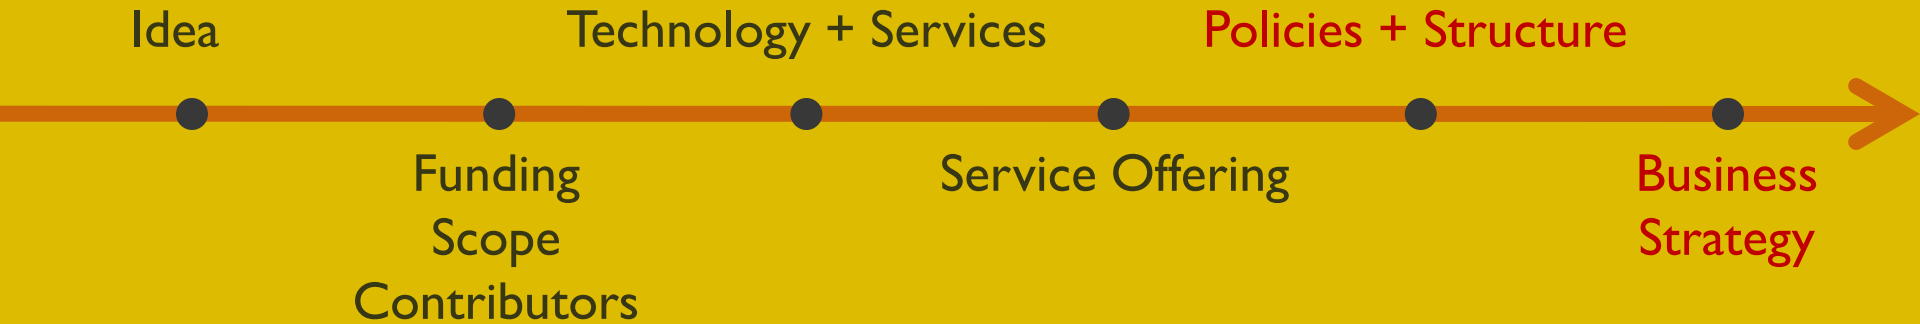 Idea
Technology + Services
Policies + Structure
Funding
Scope
Contributors
Service Offering
Business
Strategy